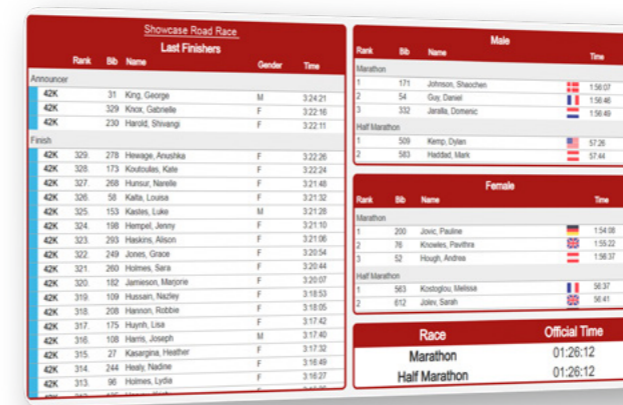 Showcase Road Race
Last Finishers
Rank Bib Name Gender Time
Announcer
42K 31 King, George M 3:24:21
42K 329 Knox, Gabrielle F 3:22:16
42K 230 Harold, Shivangi F 3:22:11
Finish
42K 329. 278 Hewage, Anushka F 3:22:26
42K 328. 173 Koutoulas, Kate F 3:22:24
42K 327. 268 Hunsur, Narelle F 3:21:48
42K 326. 58 Kalta, Louisa F 3:21:32
42K 325. 153 Kastes, Luke M 3:21:28
42K 324. 198 Hempel, Jenny F 3:21:10
42K 323. 293 Haskins, Alison F 3:21:06
42K 322. 249 Jones, Grace F 3:20:54
42K 321. 260 Holmes, Sara F 3:20:44
42K 320. 182 Jamieson, Marjorie F 3:20:07
42K 319. 109 Hussain, Nazley F 3:18:53
42K 318. 208 Hannon, Robbie F 3:18:05
42K 317. 175 Huynh, Lisa F 3:17:42
42K 316. 108 Harris, Joseph M 3:17:40
42K 315. 27 Kasargina, Heather F 3:17:32
42K 314. 244 Healy, Nadine F 3:16:49
42K 313. 96 Holmes, Lydia F 3:16:27
Male
Rank Bib Name Time
Marathon
1 171 Johnson, Shaochen 1:56:07
2 54 Guy, Daniel 1:56:46
3 332 Jaralla, Domenic 1:56:49
Half Marathon
1 509 Kemp, Dylan 57:26
2 583 Haddad, Mark 57:44
Female
Rank Bib Name Time
Marathon
1 200 Jovic, Pauline 1:54:08
2 76 Knowles, Pavithra 1:55:22
3 52 Hough, Andrea 1:56:37
Half Marathon
1 563 Kostoglou, Melissa 56:37
2 612 Jolev, Sarah 56:41
Race Official Time
Marathon 01:26:12
Half Marathon 01:26:12